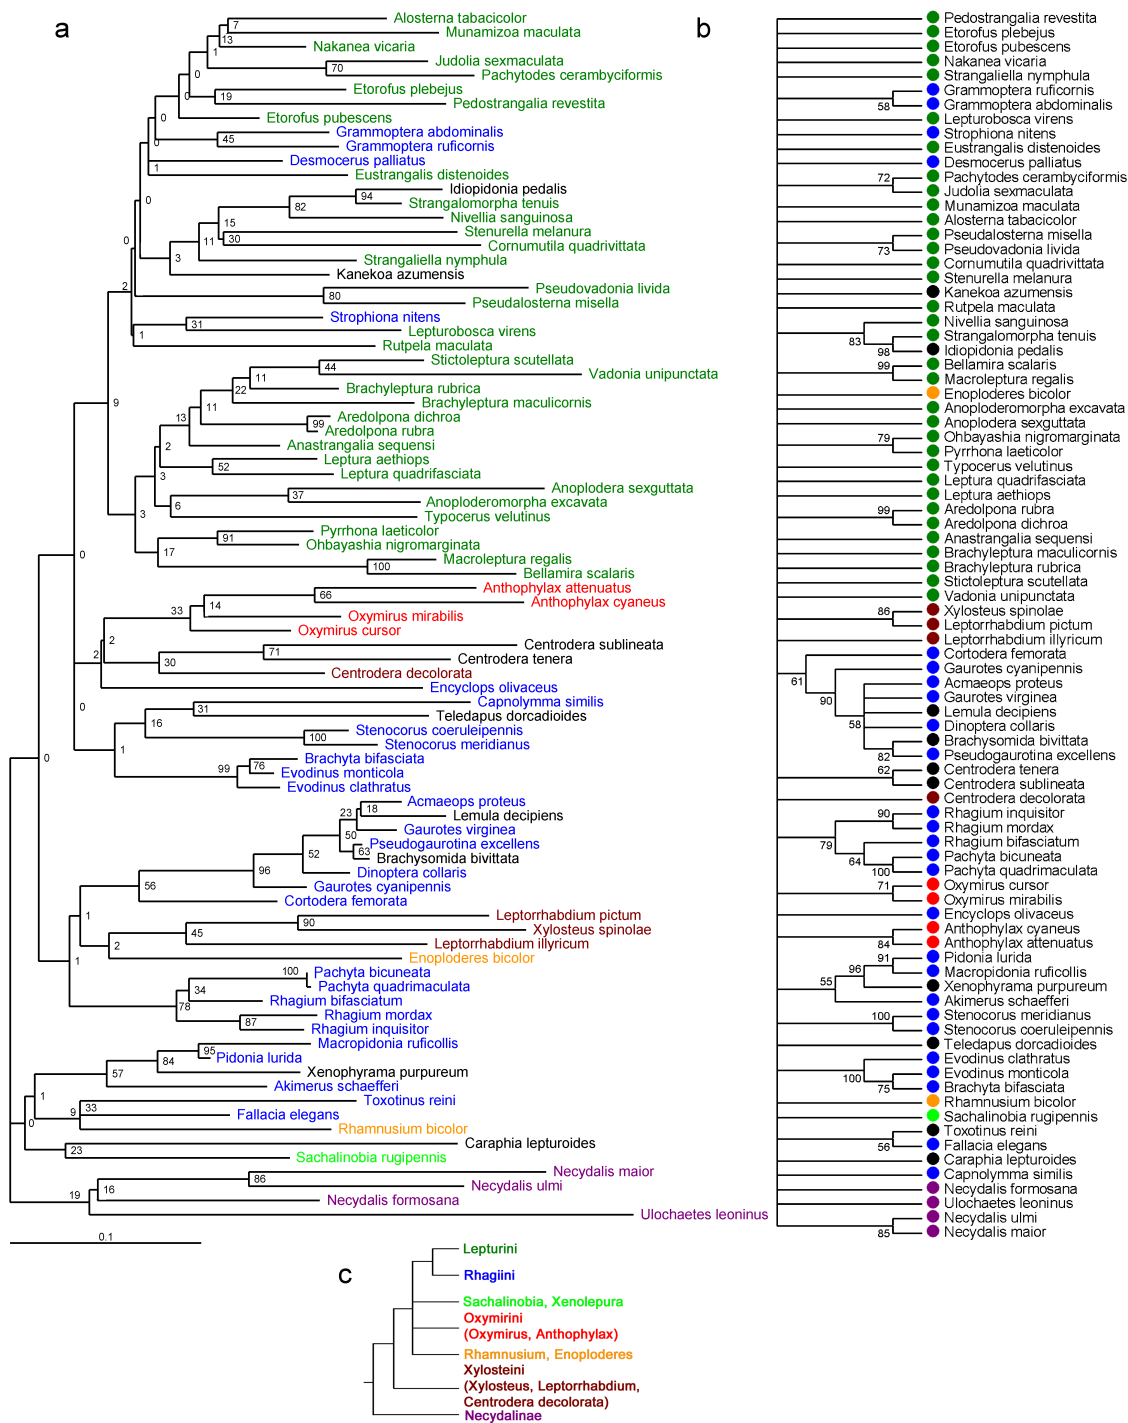 a
Alosterna tabacicolor
7
Munamizoa maculata
13
Nakanea vicaria
1
Judolia sexmaculata
70
Pachytodes cerambyciformis
0
Etorofus plebejus
0
19
Pedostrangalia revestita
Etorofus pubescens
0
Grammoptera abdominalis
45
0
Grammoptera ruficornis
Desmocerus palliatus
1
Eustrangalis distenoides
Idiopidonia pedalis
94
0
Strangalomorpha tenuis
82
Nivellia sanguinosa
15
Stenurella melanura
0
11
30
Cornumutila quadrivittata
3
Strangaliella nymphula
Kanekoa azumensis
2
Pseudovadonia livida
80
Pseudalosterna misella
Strophiona nitens
31
1
Lepturobosca virens
Rutpela maculata
Stictoleptura scutellata
44
11
Vadonia unipunctata
22
Brachyleptura rubrica
9
11
Brachyleptura maculicornis
13
Aredolpona dichroa
99
Aredolpona rubra
2
Anastrangalia sequensi
Leptura aethiops
52
3
Leptura quadrifasciata
Anoplodera sexguttata
37
6
Anoploderomorpha excavata
3
Typocerus velutinus
Pyrrhona laeticolor
91
17
Ohbayashia nigromarginata
0
Macroleptura regalis
100
Bellamira scalaris
Anthophylax attenuatus
66
33
14
Anthophylax cyaneus
Oxymirus mirabilis
Oxymirus cursor
2
Centrodera sublineata
2
71
30
Centrodera tenera
Centrodera decolorata
Encyclops olivaceus
0
Capnolymma similis
31
16
Teledapus dorcadioides
Stenocorus coeruleipennis
100
1
Stenocorus meridianus
0
Brachyta bifasciata
99
76
Evodinus monticola
Evodinus clathratus
Acmaeops proteus
23
18
Lemula decipiens
Gaurotes virginea
50
Pseudogaurotina excellens
52
63
Brachysomida bivittata
96
Dinoptera collaris
56
Gaurotes cyanipennis
Cortodera femorata
1
Leptorrhabdium pictum
90
45
Xylosteus spinolae
2
Leptorrhabdium illyricum
1
Enoploderes bicolor
100
Pachyta bicuneata
34
Pachyta quadrimaculata
78
Rhagium bifasciatum
87
Rhagium mordax
Rhagium inquisitor
Macropidonia ruficollis
95
84
Pidonia lurida
57
Xenophyrama purpureum
1
Akimerus schaefferi
33
Toxotinus reini
9
Fallacia elegans
0
Rhamnusium bicolor
Caraphia lepturoides
23
Sachalinobia rugipennis
Necydalis maior
86
19
16
Necydalis ulmi
Necydalis formosana
Ulochaetes leoninus
0.1
b
Pedostrangalia revestita
Etorofus plebejus
Etorofus pubescens
Nakanea vicaria
Strangaliella nymphula
Grammoptera ruficornis
58
Grammoptera abdominalis
Lepturobosca virens
Strophiona nitens
Eustrangalis distenoides
Desmocerus palliatus
72
Pachytodes cerambyciformis
Judolia sexmaculata
Munamizoa maculata
Alosterna tabacicolor
Pseudalosterna misella
73
Pseudovadonia livida
Cornumutila quadrivittata
Stenurella melanura
Kanekoa azumensis
Rutpela maculata
Nivellia sanguinosa
83
Strangalomorpha tenuis
98
Idiopidonia pedalis
99
Bellamira scalaris
Macroleptura regalis
Enoploderes bicolor
Anoploderomorpha excavata
Anoplodera sexguttata
79
Ohbayashia nigromarginata
Pyrrhona laeticolor
Typocerus velutinus
Leptura quadrifasciata
Leptura aethiops
99
Aredolpona rubra
Aredolpona dichroa
Anastrangalia sequensi
Brachyleptura maculicornis
Brachyleptura rubrica
Stictoleptura scutellata
Vadonia unipunctata
86
Xylosteus spinolae
Leptorrhabdium pictum
Leptorrhabdium illyricum
Cortodera femorata
61
Gaurotes cyanipennis
90
Acmaeops proteus
Gaurotes virginea
Lemula decipiens
58
Dinoptera collaris
Brachysomida bivittata
82
Pseudogaurotina excellens
62
Centrodera tenera
Centrodera sublineata
Centrodera decolorata
90
Rhagium inquisitor
Rhagium mordax
79
Rhagium bifasciatum
64
Pachyta bicuneata
100
Pachyta quadrimaculata
71
Oxymirus cursor
Oxymirus mirabilis
Encyclops olivaceus
Anthophylax cyaneus
84
Anthophylax attenuatus
91
Pidonia lurida
96
Macropidonia ruficollis
55
Xenophyrama purpureum
Akimerus schaefferi
100
Stenocorus meridianus
Stenocorus coeruleipennis
Teledapus dorcadioides
Evodinus clathratus
100
Evodinus monticola
75
Brachyta bifasciata
Rhamnusium bicolor
Sachalinobia rugipennis
Toxotinus reini
56
Fallacia elegans
Caraphia lepturoides
Capnolymma similis
Necydalis formosana
Ulochaetes leoninus
Necydalis ulmi
85
Necydalis maior
c
Lepturini
Rhagiini
Sachalinobia, Xenolepura
Oxymirini
(Oxymirus, Anthophylax)
Rhamnusium, Enoploderes
Xylosteini
(Xylosteus, Leptorrhabdium,
Centrodera decolorata)
Necydalinae